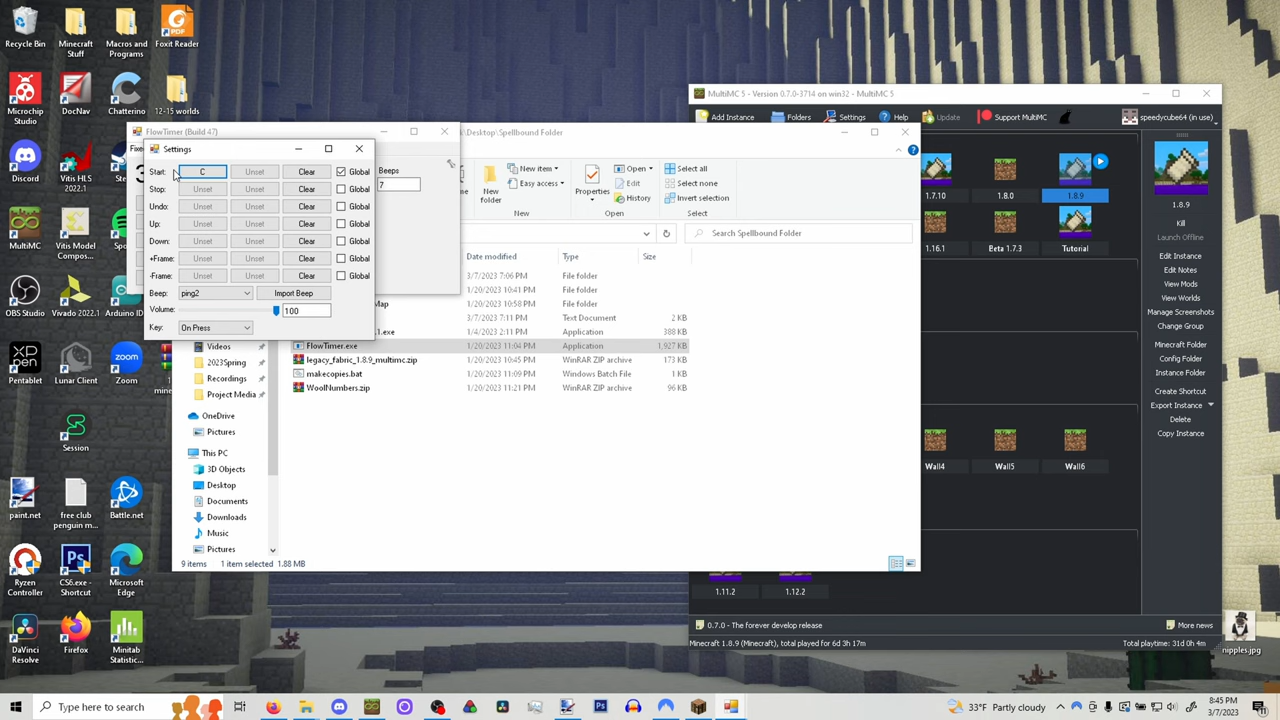 Recycle Bin
Minecraft Stuff
Macros and Programs
Foxit Reader
Microchip Studio
DocNav
Chatterino
12-15 worlds
Discord
Vitis HLS 2022.1
MultiMC
Vitis Model Compos...
OBS Studio
Vivado 2022.1
Arduino ID
Pentablet
Lunar Client
Zoom
Session
paint.net
free club penguin m...
Battle.net
Ryzen Controller
CS6.exe - Shortcut
Microsoft Edge
DaVinci Resolve
Firefox
Minitab Statistic...
FlowTimer (Build 47)
Settings
Start: C Unset Clear Global
Stop: Unset Unset Clear Global
Undo: Unset Unset Clear Global
Up: Unset Unset Clear Global
Down: Unset Unset Clear Global
+Frame: Unset Unset Clear Global
-Frame: Unset Unset Clear Global
Beep: ping2 Import Beep
Volume: 100
Key: On Press
Beeps
7
\Desktop\Spellbound Folder
New folder
New item
Easy access
New
Properties
Open
Edit
History
Open
Select all
Select none
Invert selection
Select
Search Spellbound Folder
Date modified Type Size
3/7/2023 7:06 PM File folder
1/20/2023 10:41 PM File folder
Map 1/20/2023 10:58 PM File folder
3/7/2023 7:11 PM Text Document 2 KB
.1.exe 1/4/2023 2:11 PM Application 388 KB
FlowTimer.exe 1/20/2023 11:04 PM Application 1,927 KB
legacy_fabric_1.8.9_multimc.zip 1/20/2023 10:45 PM WinRAR ZIP archive 173 KB
makecopies.bat 1/20/2023 11:09 PM Windows Batch File 1 KB
WoolNumbers.zip 1/20/2023 11:21 PM WinRAR ZIP archive 96 KB
Videos
2023Spring
Recordings
Project Media
OneDrive
Pictures
This PC
3D Objects
Desktop
Documents
Downloads
Music
Pictures
9 items 1 item selected 1.88 MB
MultiMC 5 - Version 0.7.0-3714 on win32 - MultiMC 5
Add Instance Folders Settings Help Update Support MultiMC speedycube64 (in use)
1.7.10 1.8.0 1.8.9
1.16.1 Beta 1.7.3 Tutorial
Wall4 Wall5 Wall6
1.11.2 1.12.2
1.8.9
Kill
Launch Offline
Edit Instance
Edit Notes
View Mods
View Worlds
Manage Screenshots
Change Group
Minecraft Folder
Config Folder
Instance Folder
Create Shortcut
Export Instance
Delete
Copy Instance
0.7.0 - The forever develop release More news
Minecraft 1.8.9 (Minecraft), total played for 6d 3h 17m Total playtime: 31d 0h 4m
nipples.jpg
Type here to search
33°F Partly cloudy
8:45 PM
3/7/2023